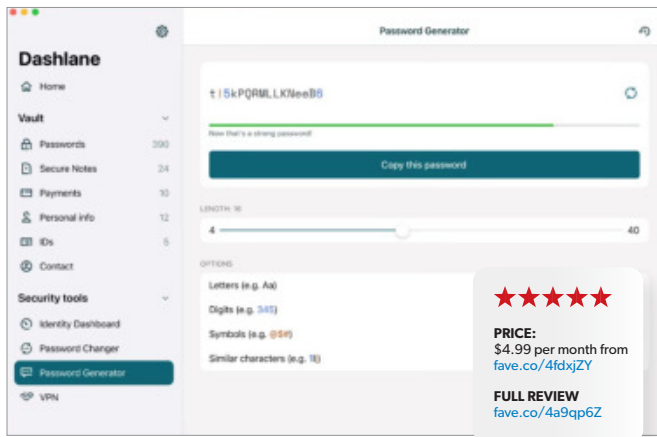 Password Generator
Dashlane
Home
Vault
Passwords 390
Secure Notes 24
Payments 10
Personal info 12
IDs 6
Contact
Security tools
Identity Dashboard
Password Changer
Password Generator
VPN
Now that's a strong password!
Copy this password
LENGTH: 16
4 40
OPTIONS
Letters (e.g. Aa)
Digits (e.g. 345)
Symbols (e.g. @$#)
Similar characters (e.g.
PRICE:
$4.99 per month from
fave.co/4fdxjZY
FULL REVIEW
fave.co/4a9qp6Z